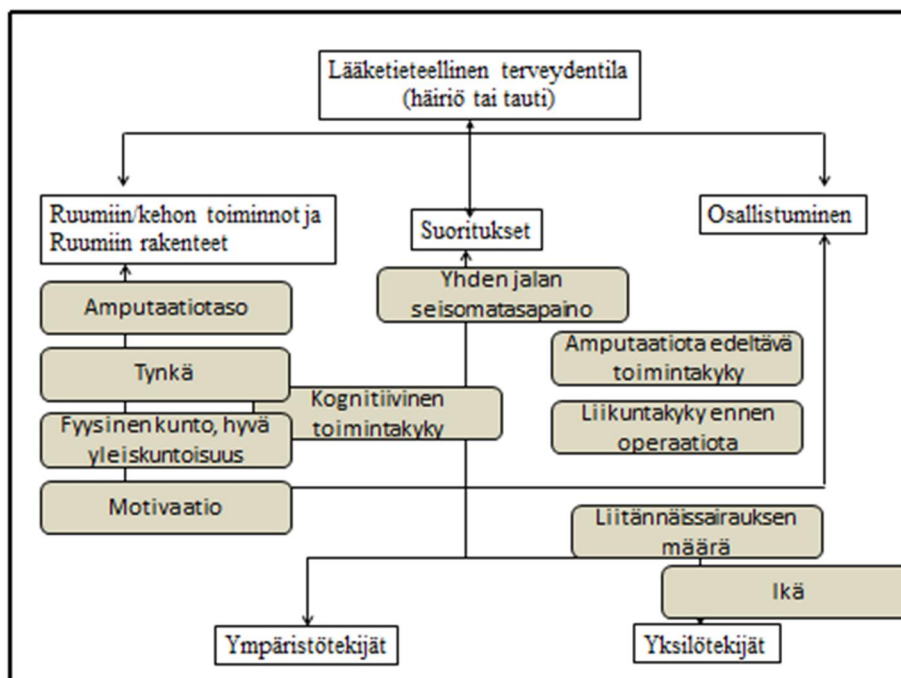 Lääketieteellinen terveydentila
(häiriö tai tauti)
Ruumiin/kehon toiminnot ja
Ruumiin rakenteet
Suoritukset
Osallistuminen
Amputaatiotaso
Yhden jalan
seisomatasapaino
Tynkä
Amputaatiota edeltävä
toimintakyky
Kognitiivinen
toimintakyky
Fyysinen kunto, hyvä
yleiskuntoisuus
Liikuntakyky ennen
operaatiota
Motivaatio
Liitännäissairauksen
määrä
Ikä
Ympäristötekijät
Yksilötekijät